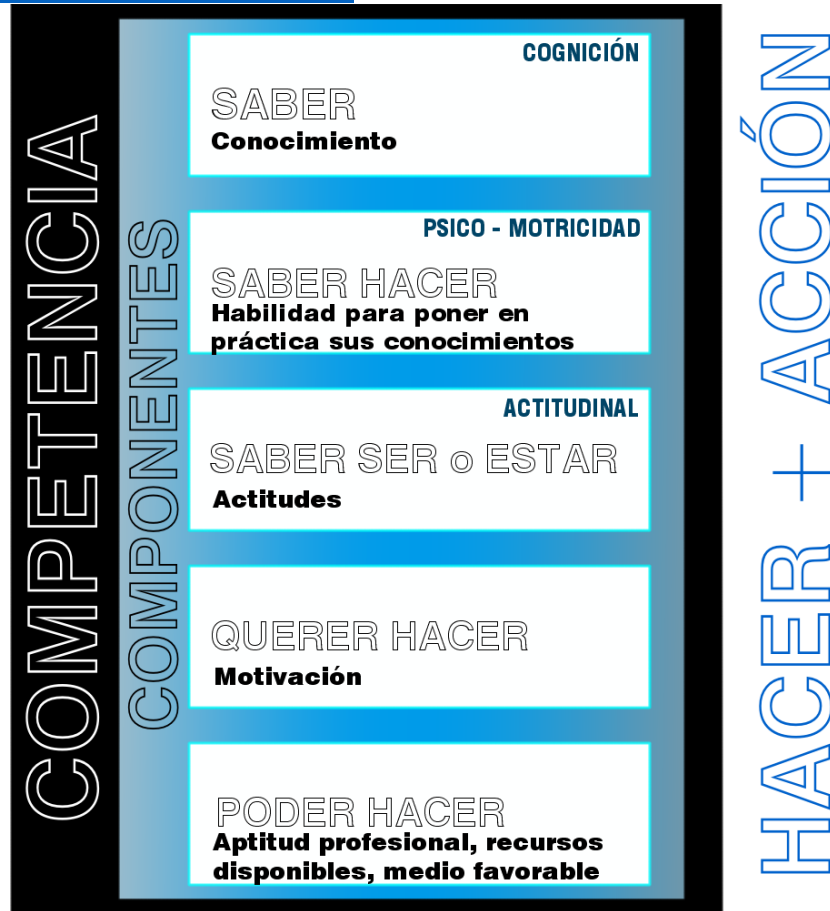 COMPETENCIA
COMPONENTES
COGNICIÓN
SABER
Conocimiento
PSICO - MOTRICIDAD
SABER HACER
Habilidad para poner en
práctica sus conocimientos
ACTITUDINAL
SABER SER o ESTAR
Actitudes
QUERER HACER
Motivación
PODER HACER
Aptitud profesional, recursos
disponibles, medio favorable
HACER + ACCIÓN